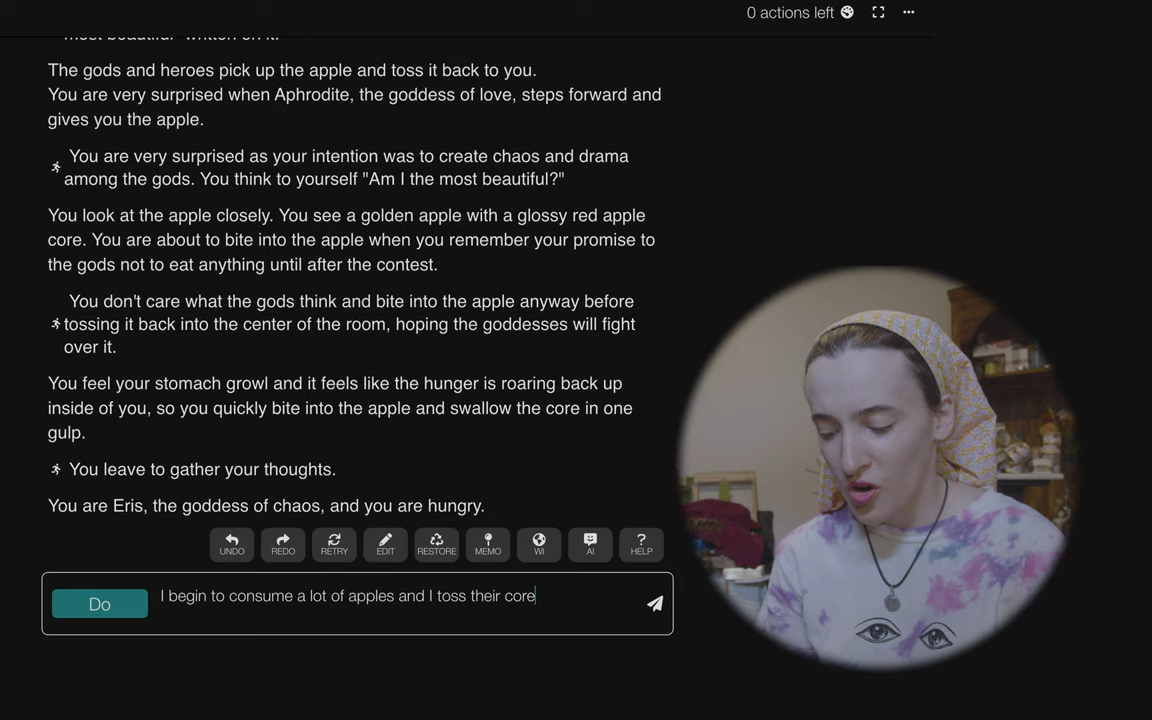 0 actions left
most beautiful" written on it.
The gods and heroes pick up the apple and toss it back to you.
You are very surprised when Aphrodite, the goddess of love, steps forward and
gives you the apple.
You are very surprised as your intention was to create chaos and drama
among the gods. You think to yourself "Am I the most beautiful?"
You look at the apple closely. You see a golden apple with a glossy red apple
core. You are about to bite into the apple when you remember your promise to
the gods not to eat anything until after the contest.
You don't care what the gods think and bite into the apple anyway before
tossing it back into the center of the room, hoping the goddesses will fight
over it.
You feel your stomach growl and it feels like the hunger is roaring back up
inside of you, so you quickly bite into the apple and swallow the core in one
gulp.
You leave to gather your thoughts.
You are Eris, the goddess of chaos, and you are hungry.
UNDO REDO RETRY EDIT RESTORE MEMO WI AI HELP
Do I begin to consume a lot of apples and I toss their core